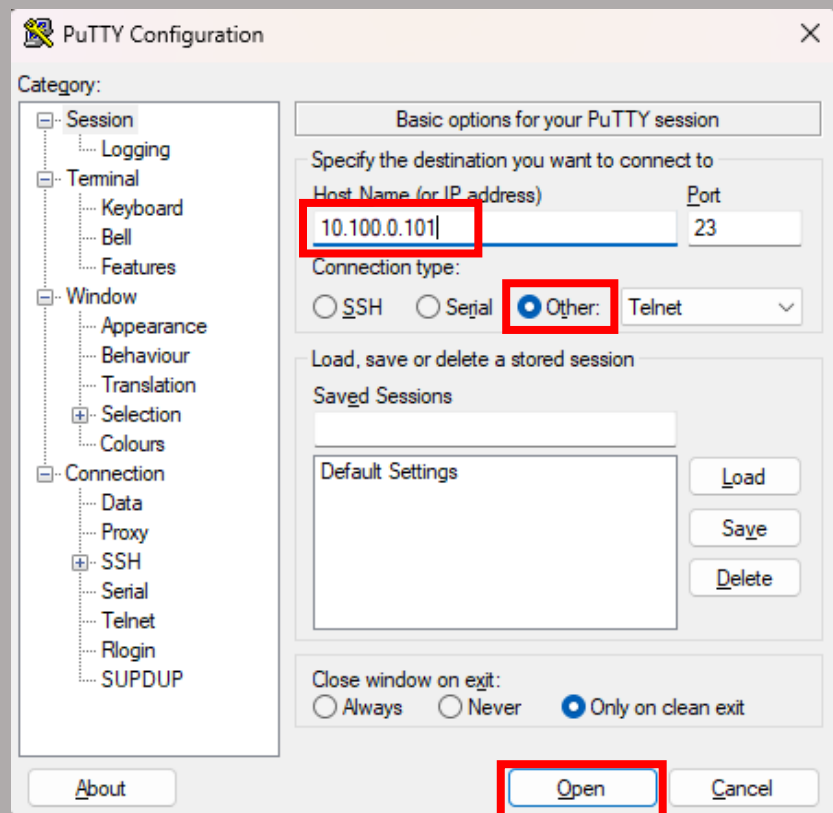 PuTTY Configuration
Category:
Session
Logging
Terminal
Keyboard
Bell
Features
Window
Appearance
Behaviour
Translation
Selection
Colours
Connection
Data
Proxy
SSH
Serial
Telnet
Rlogin
SUPDUP
Basic options for your PuTTY session
Specify the destination you want to connect to
Host Name (or IP address) Port
10.100.0.101 23
Connection type:
SSH Serial Other: Telnet
Load, save or delete a stored session
Saved Sessions
Default Settings
Load
Save
Delete
Close window on exit:
Always Never Only on clean exit
About Open Cancel